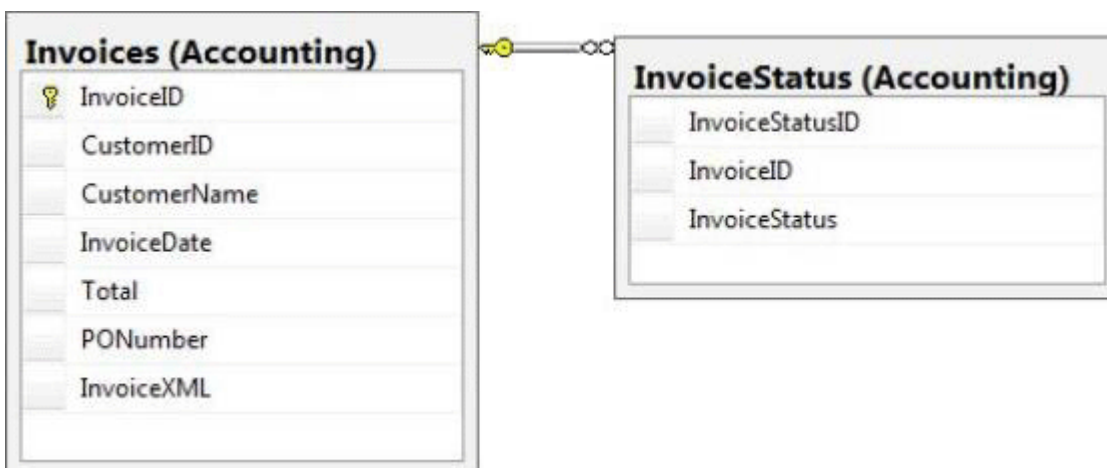 Invoices (Accounting)
InvoiceID
CustomerID
CustomerName
InvoiceDate
Total
PONumber
InvoiceXML
InvoiceStatus (Accounting)
InvoiceStatusID
InvoiceID
InvoiceStatus